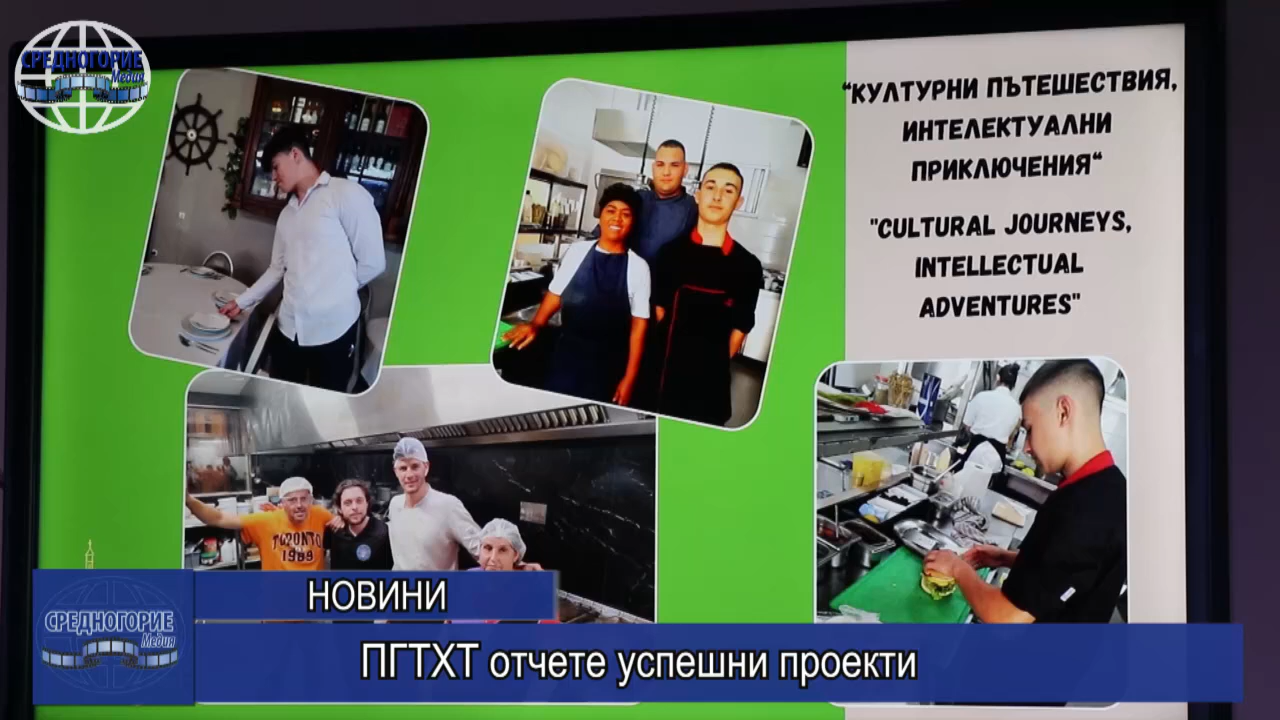 СРЕДНОГОРИЕ
Медия
“КУЛТУРНИ ПЪТЕШЕСТВИЯ,
ИНТЕЛЕКТУАЛНИ
ПРИКЛЮЧЕНИЯ“
"CULTURAL JOURNEYS,
INTELLECTUAL
ADVENTURES"
TORONTO
1989
НОВИНИ
СРЕДНОГОРИЕ
Медия
ПГТХТ отчете успешни проекти